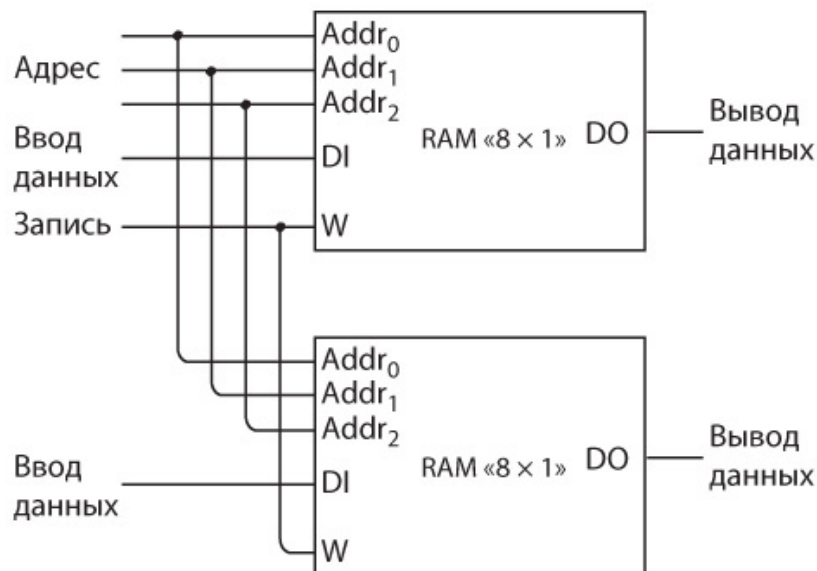 Адрес
Ввод
данных
Запись
Addr₀
Addr₁
Addr₂
DI
W
RAM «8 × 1»
DO
Вывод
данных
Ввод
данных
Addr₀
Addr₁
Addr₂
DI
W
RAM «8 × 1»
DO
Вывод
данных